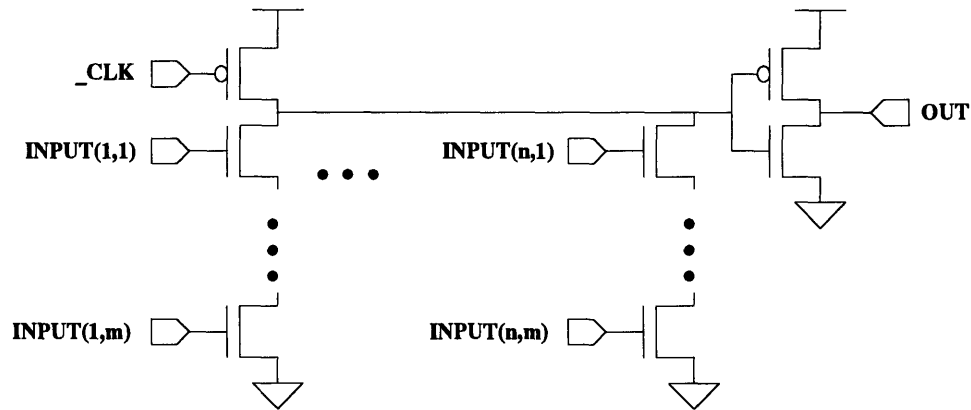 _CLK
OUT
INPUT(1,1)
INPUT(n,1)
INPUT(1,m)
INPUT(n,m)